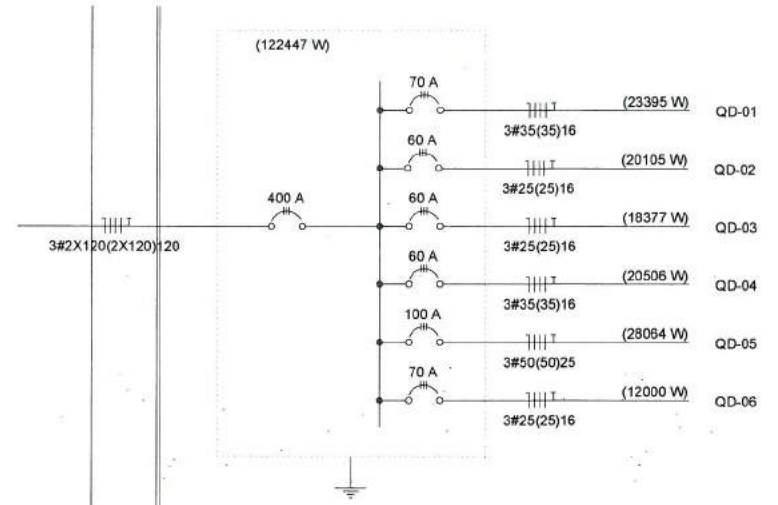 (122447 W)
70 A
(23395 W)
QD-01
3#35(35)16
60 A
(20105 W)
QD-02
3#25(25)16
400 A
60 A
(18377 W)
QD-03
3#2X120(2X120)120
3#25(25)16
60 A
(20506 W)
QD-04
3#35(35)16
100 A
(28064 W)
QD-05
3#50(50)25
70 A
(12000 W)
QD-06
3#25(25)16